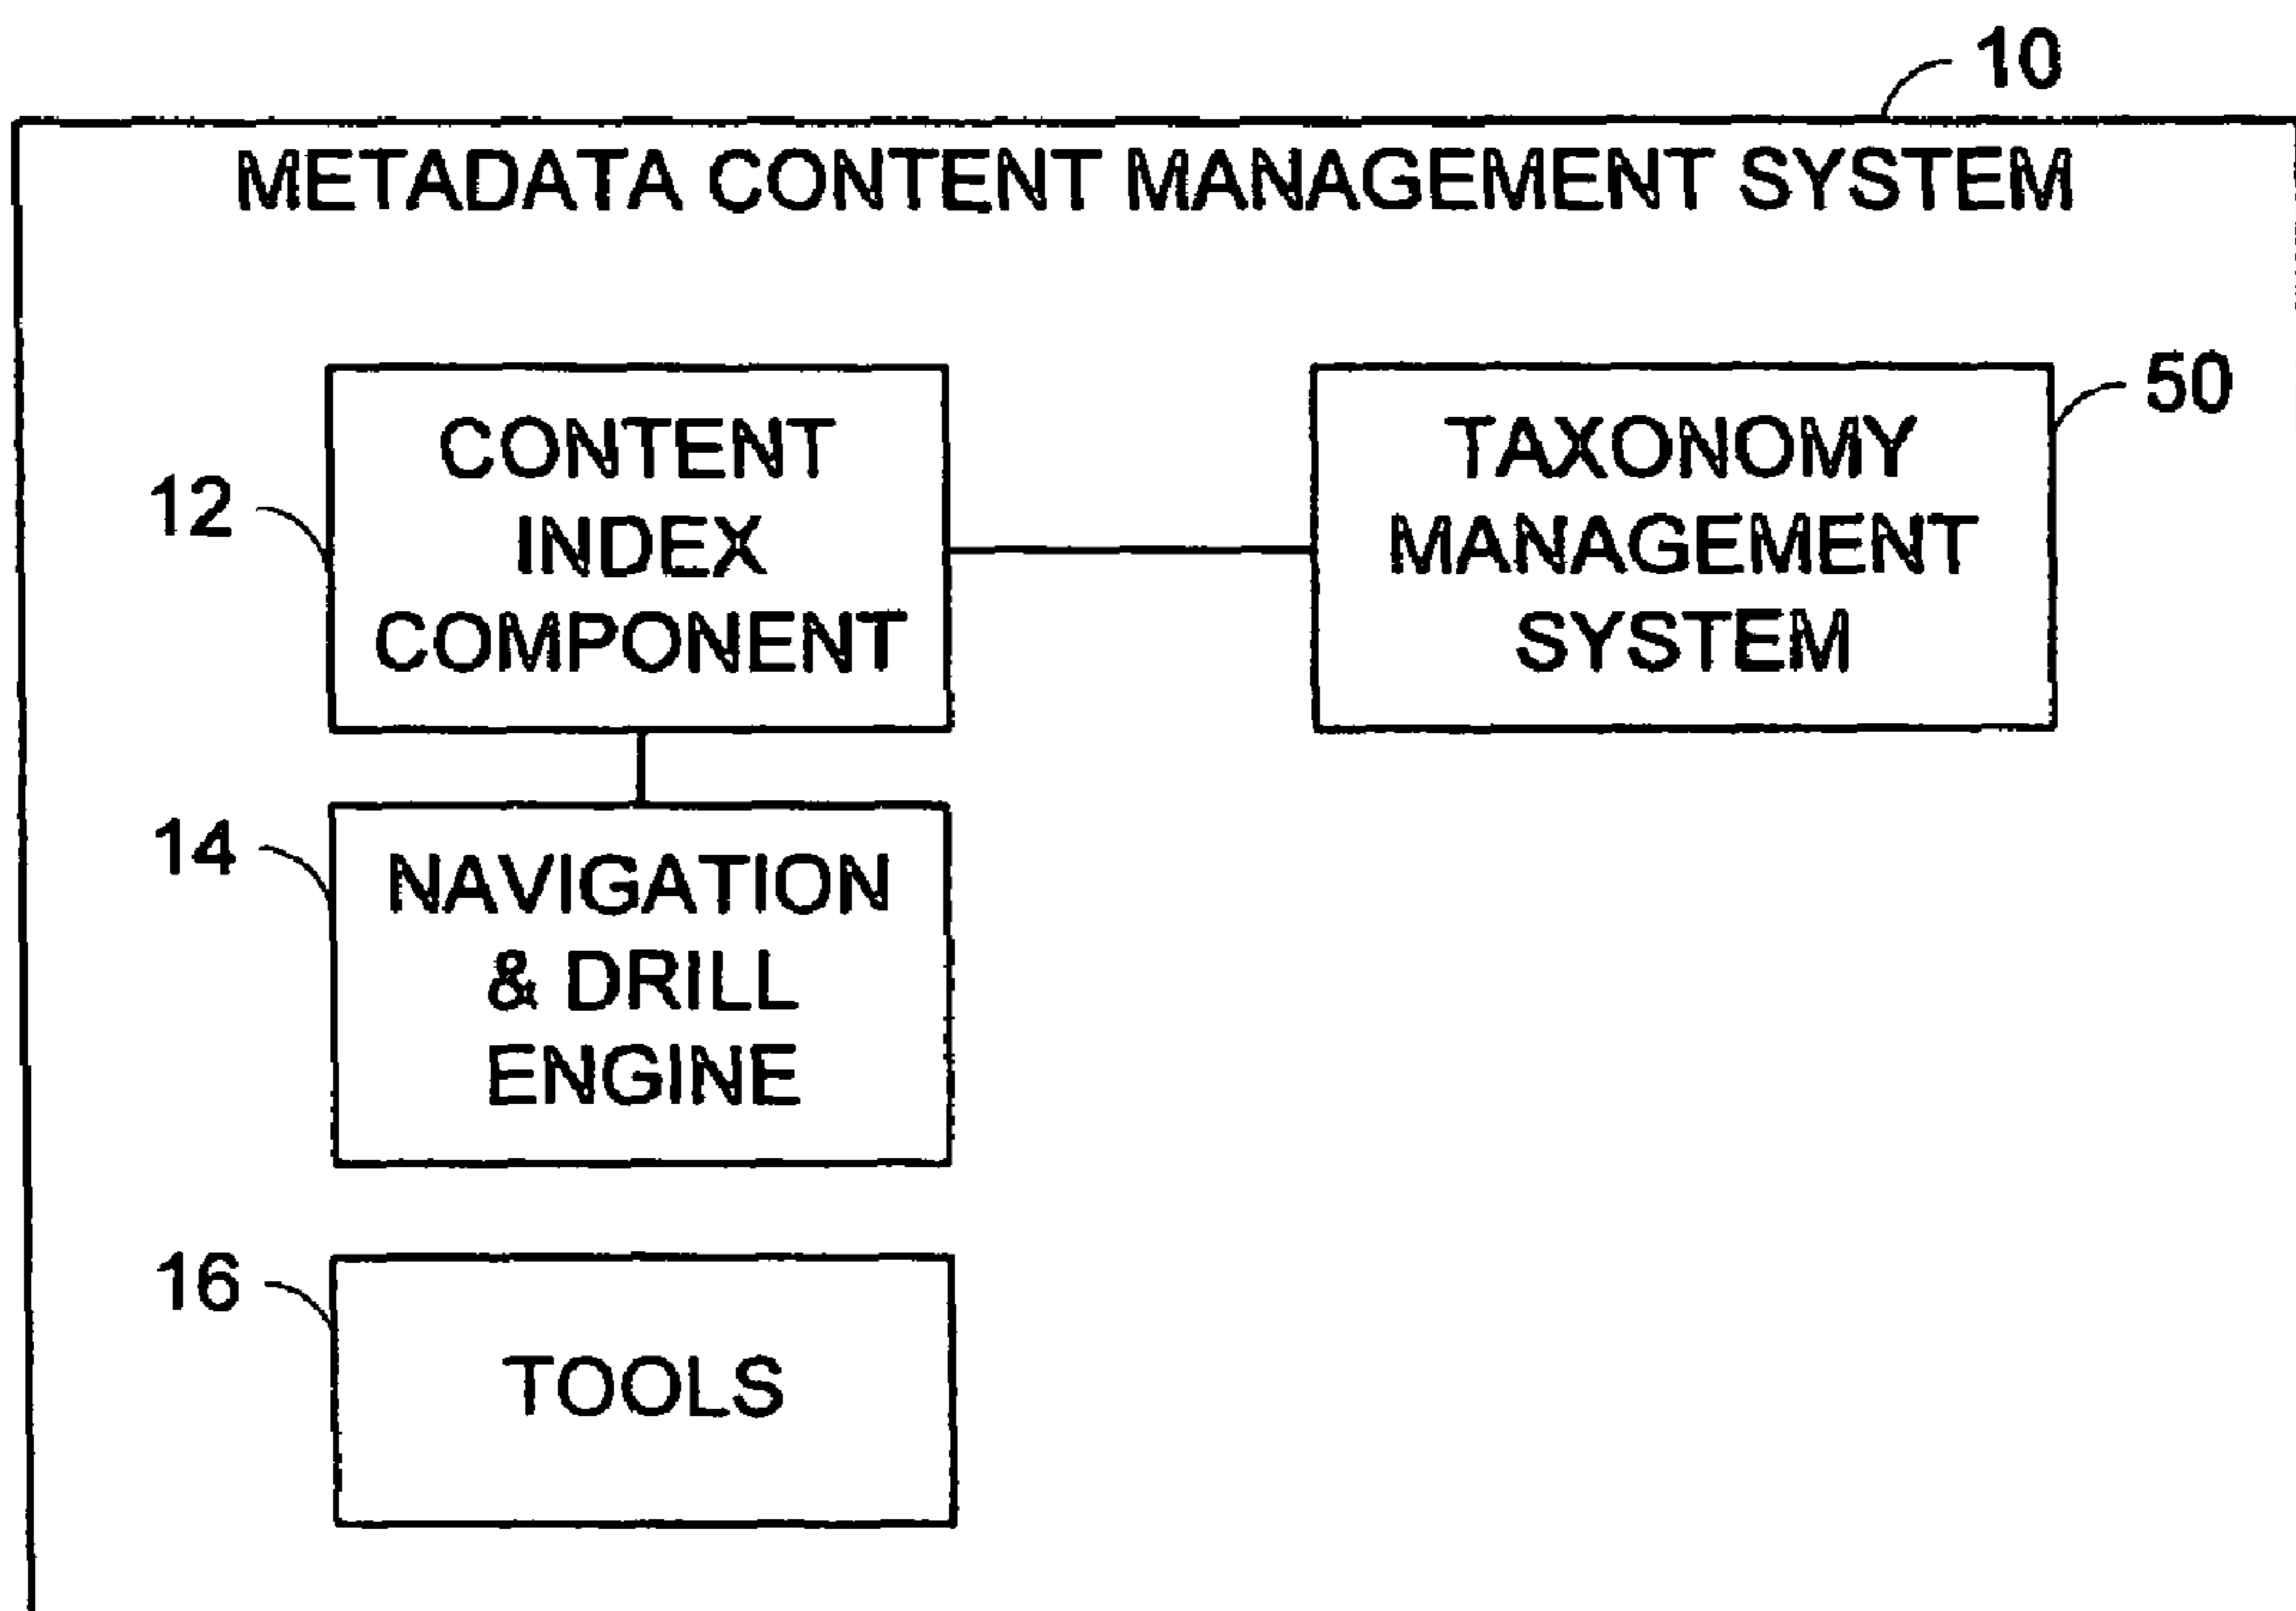 10
METADATA CONTENT MANAGEMENT SYSTEM
12
CONTENT
INDEX
COMPONENT
50
TAXONOMY
MANAGEMENT
SYSTEM
14
NAVIGATION
& DRILL
ENGINE
16
TOOLS